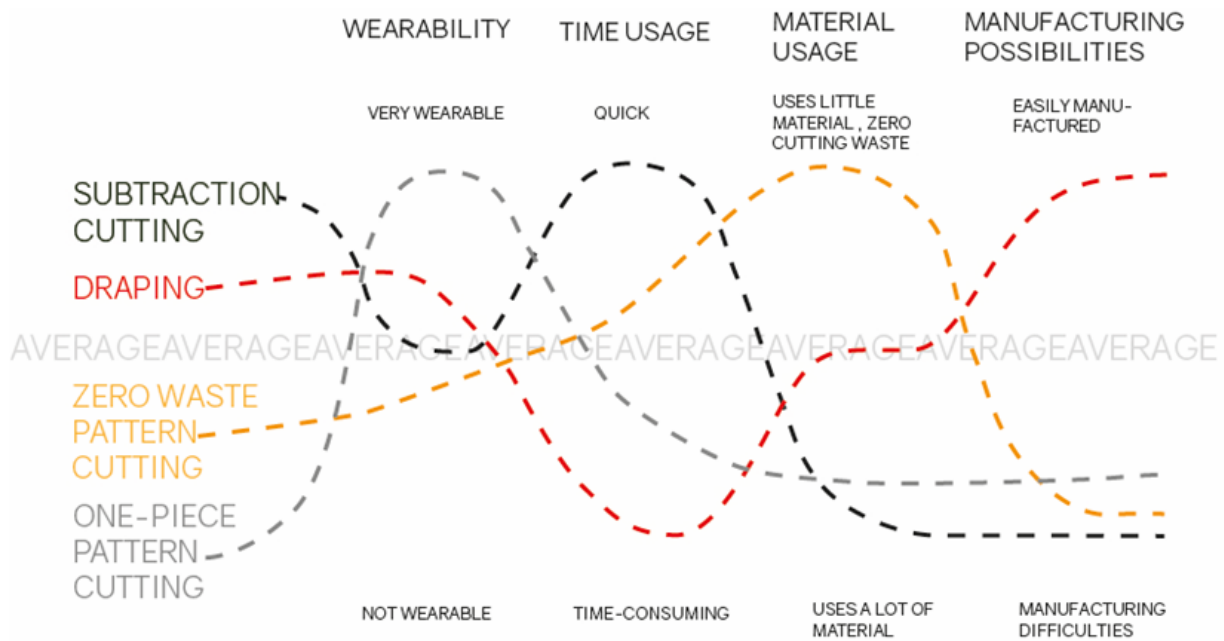 WEARABILITY
TIME USAGE
MATERIAL
USAGE
MANUFACTURING
POSSIBILITIES
VERY WEARABLE
QUICK
USES LITTLE
MATERIAL , ZERO
CUTTING WASTE
EASILY MANU-
FACTURED
SUBTRACTION
CUTTING
DRAPING
AVERAGEAVERAGEAVERAGEAVERAGEAVERAGEAVERAGEAVERAGEAVERAGE
ZERO WASTE
PATTERN
CUTTING
ONE-PIECE
PATTERN
CUTTING
NOT WEARABLE
TIME-CONSUMING
USES A LOT OF
MATERIAL
MANUFACTURING
DIFFICULTIES